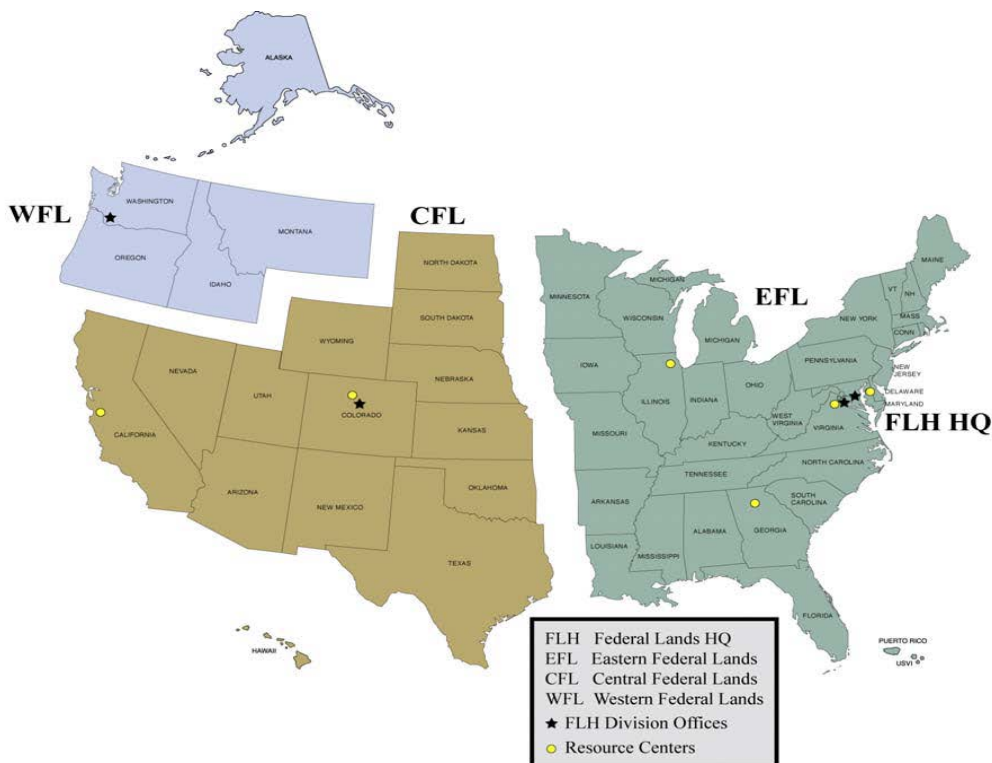 ALASKA
WFL
WASHINGTON
MONTANA
OREGON
IDAHO
CFL
NORTH DAKOTA
SOUTH DAKOTA
WYOMING
NEBRASKA
NEVADA
UTAH
COLORADO
KANSAS
CALIFORNIA
ARIZONA
NEW MEXICO
OKLAHOMA
TEXAS
HAWAII
EFL
MAINE
VT
NH
MASS
CONN
NEW YORK
MICHIGAN
MINNESOTA
WISCONSIN
MICHIGAN
PENNSYLVANIA
NEW
JERSEY
IOWA
ILLINOIS
INDIANA
OHIO
DELAWARE
MARYLAND
WEST
VIRGINIA
VIRGINIA
FLH HQ
MISSOURI
KENTUCKY
NORTH CAROLINA
TENNESSEE
ARKANSAS
SOUTH
CAROLINA
LOUISIANA
MISSISSIPPI
ALABAMA
GEORGIA
FLORIDA
PUERTO RICO
USVI
FLH Federal Lands HQ
EFL Eastern Federal Lands
CFL Central Federal Lands
WFL Western Federal Lands
FLH Division Offices
Resource Centers